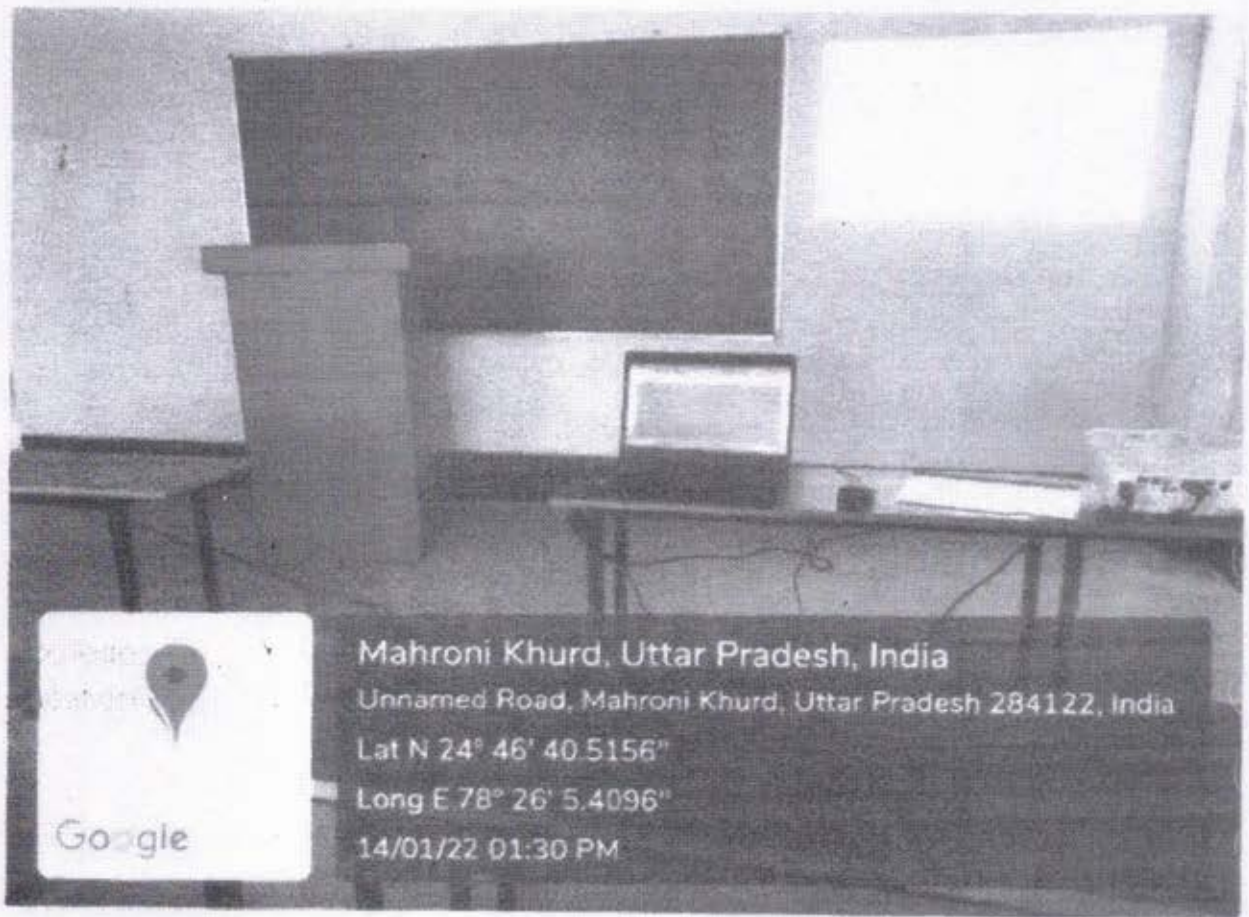 Mahroni Khurd, Uttar Pradesh, India
Unnamed Road, Mahroni Khurd, Uttar Pradesh 284122, India
Lat N 24° 46' 40.5156"
Long E 78° 26' 5.4096"
14/01/22 01:30 PM
Google